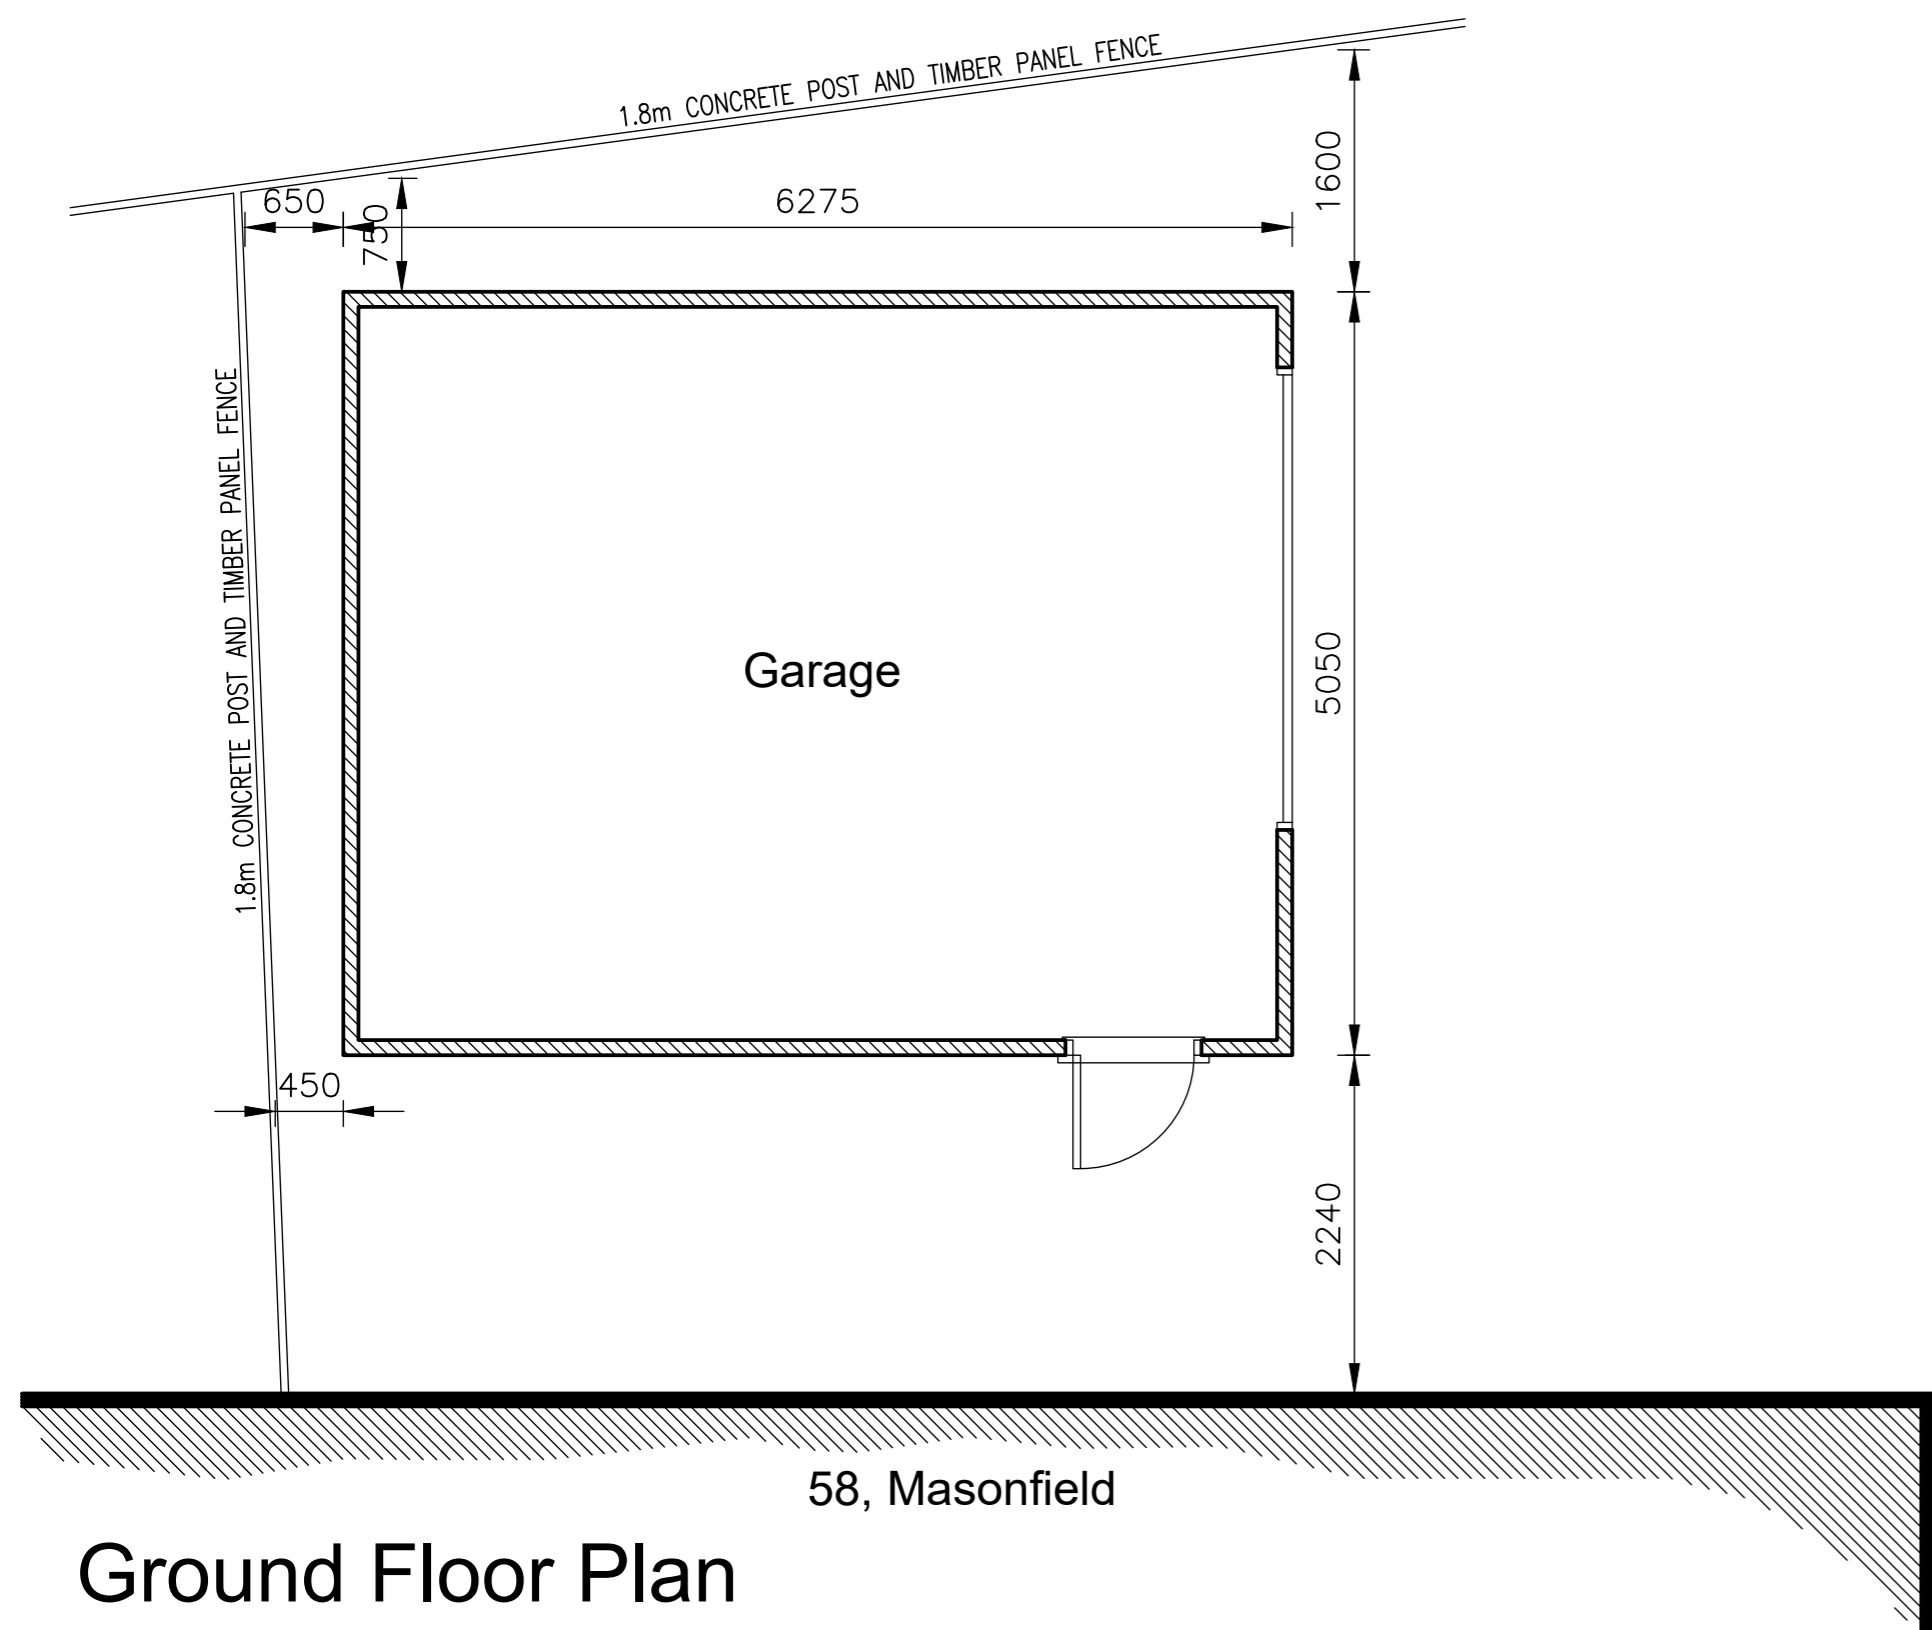 1.8m CONCRETE POST AND TIMBER PANEL FENCE
650
750
6275
1600
1.8m CONCRETE POST AND TIMBER PANEL FENCE
Garage
5050
450
2240
58, Masonfield
Ground Floor Plan